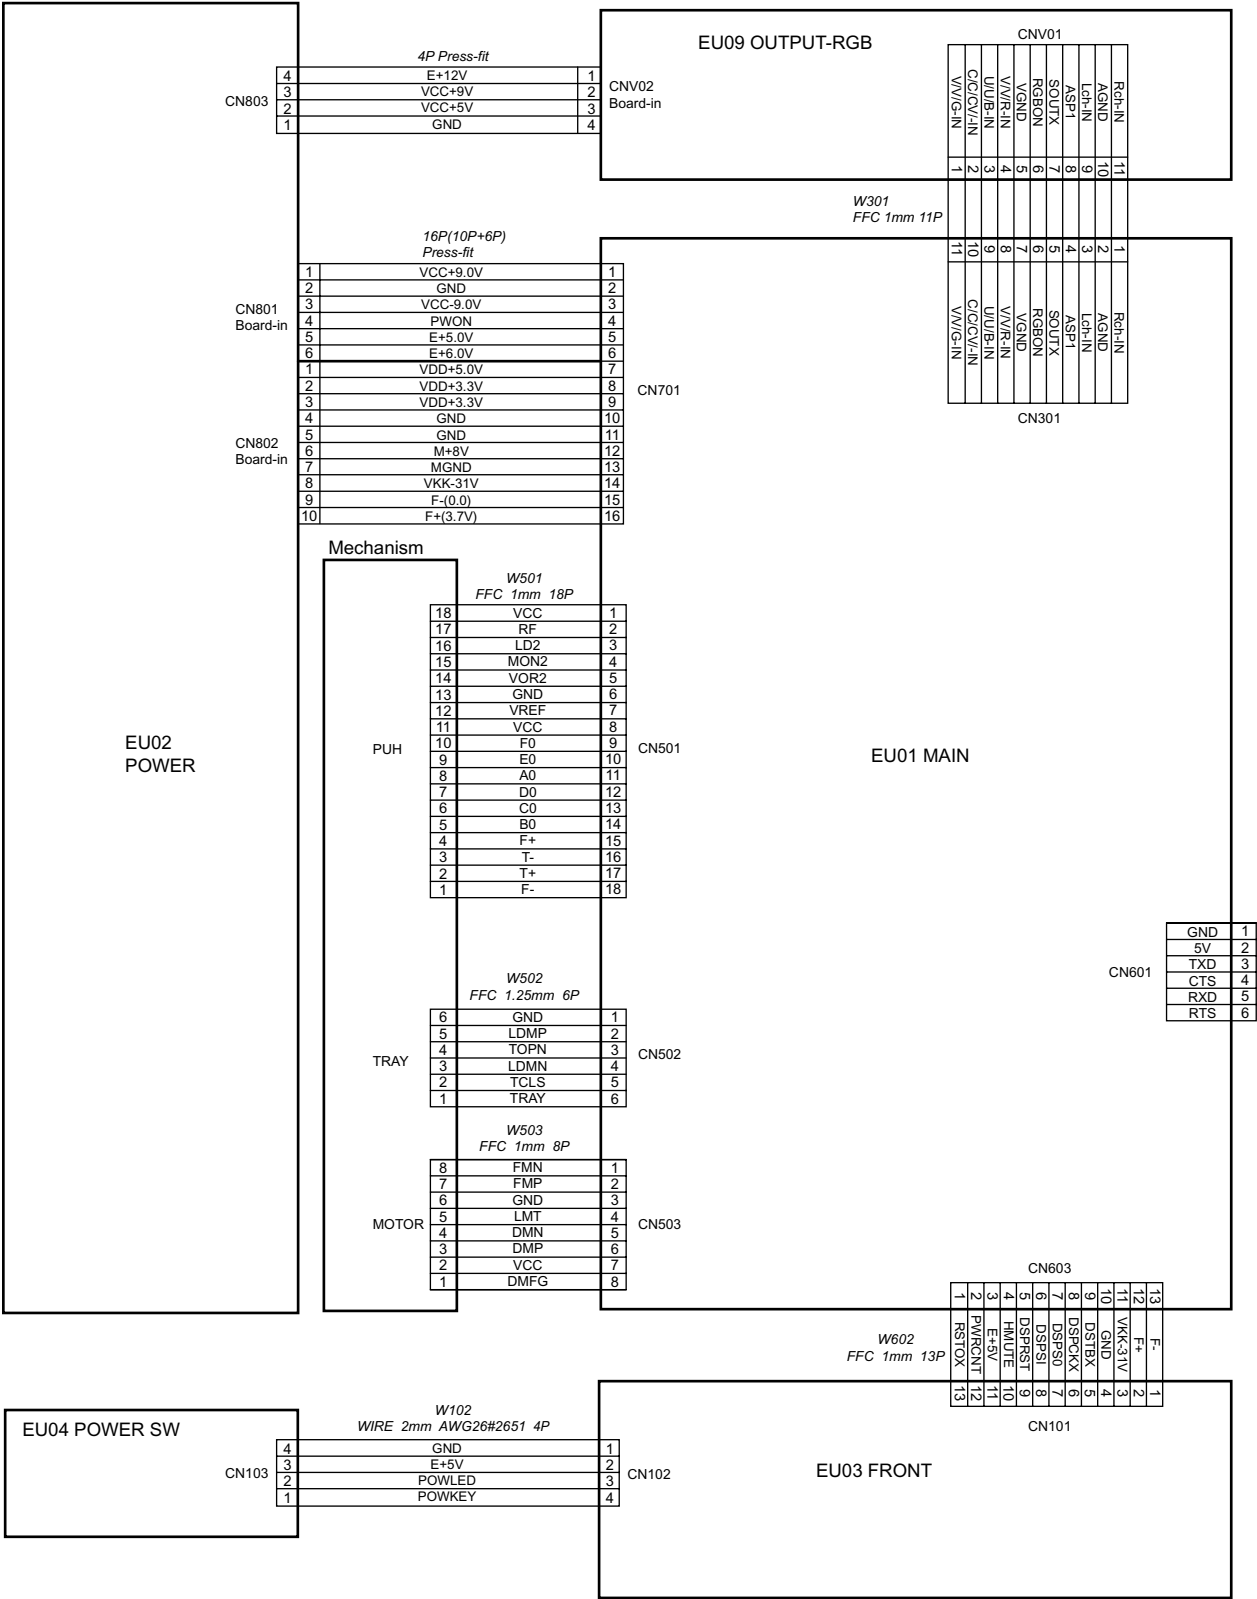 EU09 OUTPUT-RGB
CNV01
V/V/G-IN
C/C/CV/-IN
U/U/B-IN
V/V/R-IN
VGND
RGBON
SOUTX
ASP1
Lch-IN
AGND
Rch-IN
1 2 3 4 5 6 7 8 9 10 11
4P Press-fit
CN803
4 E+12V 1
3 VCC+9V 2
2 VCC+5V 3
1 GND 4
CNV02
Board-in
W301
FFC 1mm 11P
11 10 9 8 7 6 5 4 3 2 1
V/V/G-IN
C/C/CV/-IN
U/U/B-IN
V/V/R-IN
VGND
RGBON
SOUTX
ASP1
Lch-IN
AGND
Rch-IN
CN301
16P(10P+6P)
Press-fit
CN801
Board-in
1 VCC+9.0V 1
2 GND 2
3 VCC-9.0V 3
4 PWON 4
5 E+5.0V 5
6 E+6.0V 6
1 VDD+5.0V 7
2 VDD+3.3V 8
3 VDD+3.3V 9
4 GND 10
5 GND 11
6 M+8V 12
7 MGND 13
8 VKK-31V 14
9 F-(0.0) 15
10 F+(3.7V) 16
CN802
Board-in
CN701
Mechanism
W501
FFC 1mm 18P
18 VCC 1
17 RF 2
16 LD2 3
15 MON2 4
14 VOR2 5
13 GND 6
12 VREF 7
11 VCC 8
10 F0 9
9 E0 10
8 A0 11
7 D0 12
6 C0 13
5 B0 14
4 F+ 15
3 T- 16
2 T+ 17
1 F- 18
PUH
CN501
EU02
POWER
EU01 MAIN
CN601
GND 1
5V 2
TXD 3
CTS 4
RXD 5
RTS 6
W502
FFC 1.25mm 6P
6 GND 1
5 LDMP 2
4 TOPN 3
3 LDMN 4
2 TCLS 5
1 TRAY 6
TRAY
CN502
W503
FFC 1mm 8P
8 FMN 1
7 FMP 2
6 GND 3
5 LMT 4
4 DMN 5
3 DMP 6
2 VCC 7
1 DMFG 8
MOTOR
CN503
CN603
1 2 3 4 5 6 7 8 9 10 11 12 13
RSTOX
PWRCNT
E+5V
HMUTE
DSPRST
DSPSI
DSPS0
DSPCKX
DSTBX
GND
VKK-31V
F+
F-
13 12 11 10 9 8 7 6 5 4 3 2 1
W602
FFC 1mm 13P
CN101
EU04 POWER SW
W102
WIRE 2mm AWG26#2651 4P
CN103
4 GND 1
3 E+5V 2
2 POWLED 3
1 POWKEY 4
CN102
EU03 FRONT